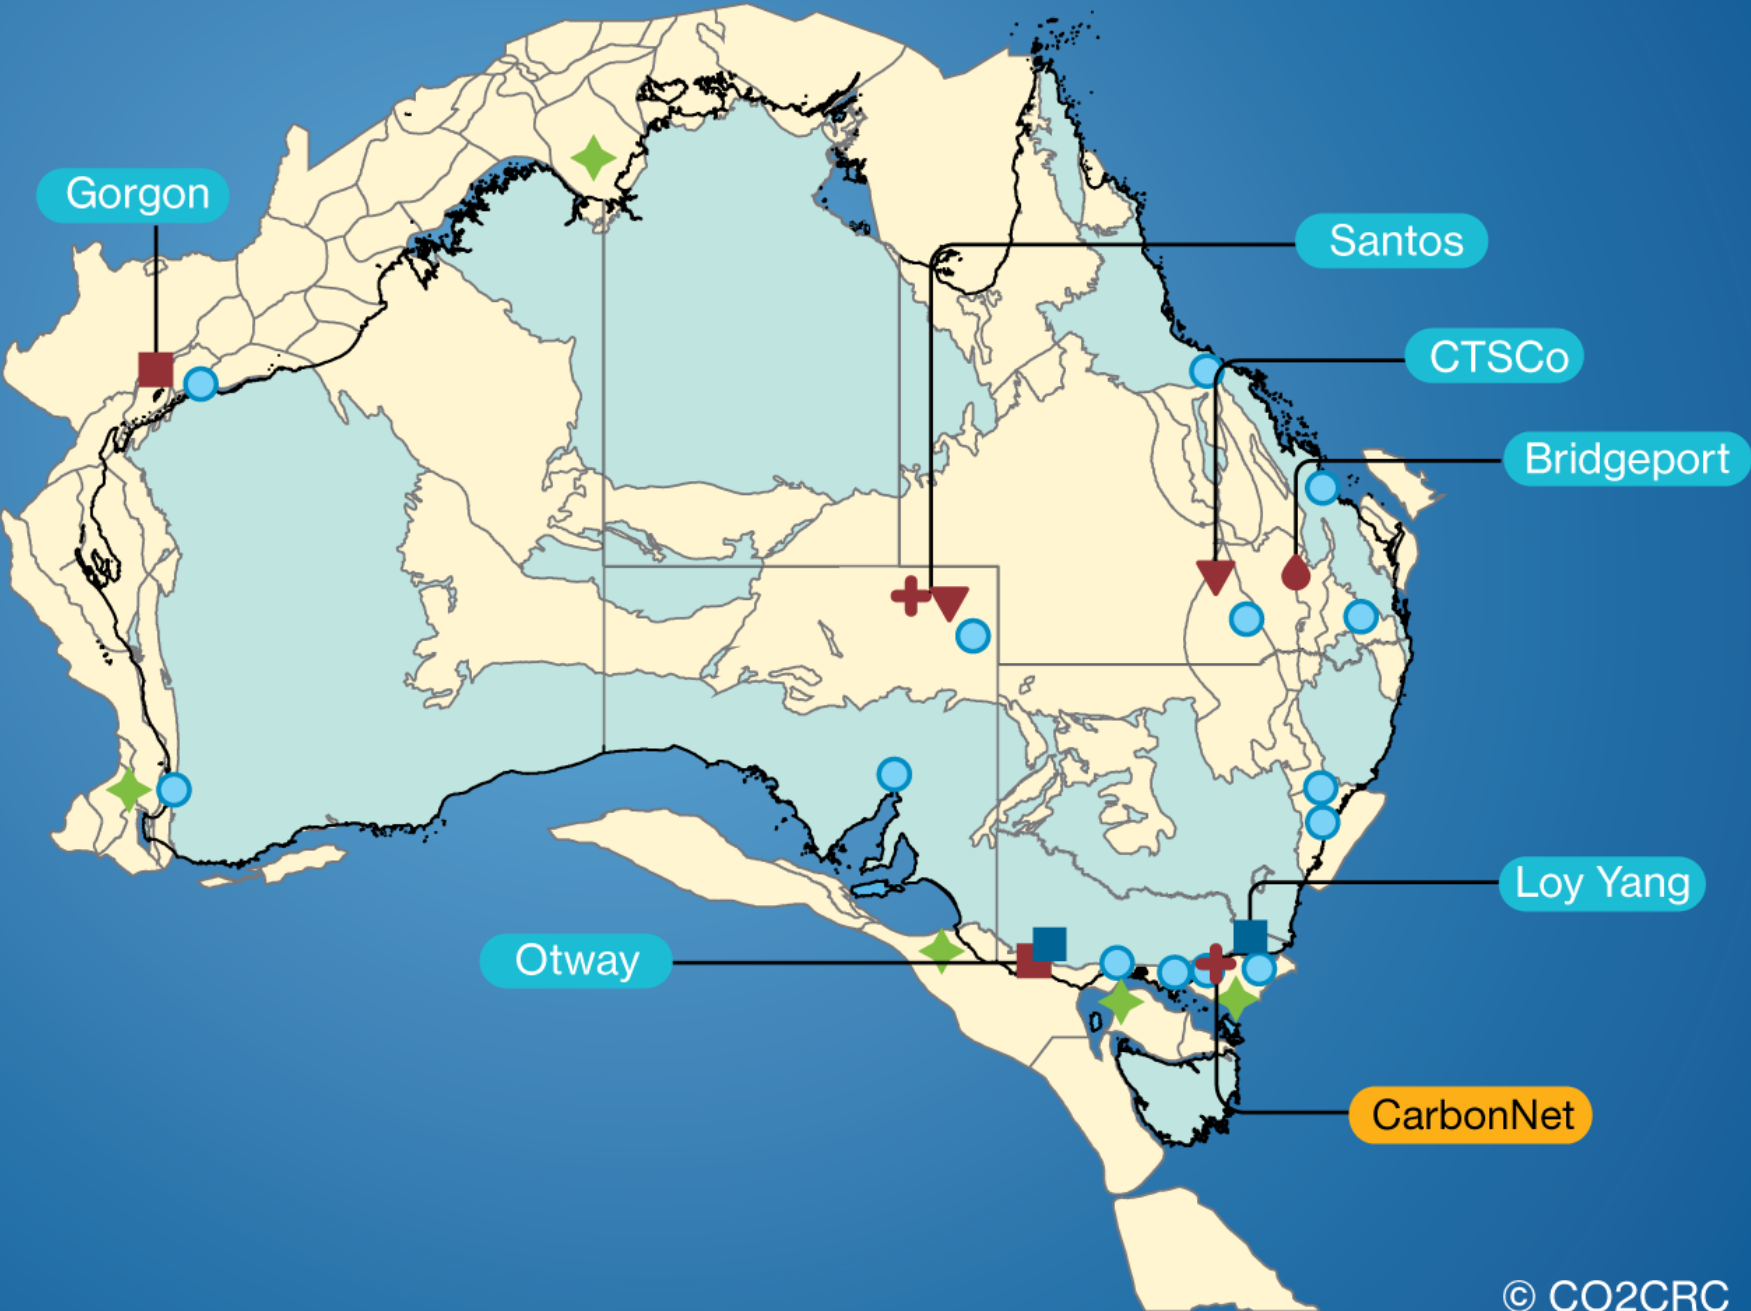 Gorgon
Santos
CTSCo
Bridgeport
Loy Yang
Otway
CarbonNet
© CO2CRC